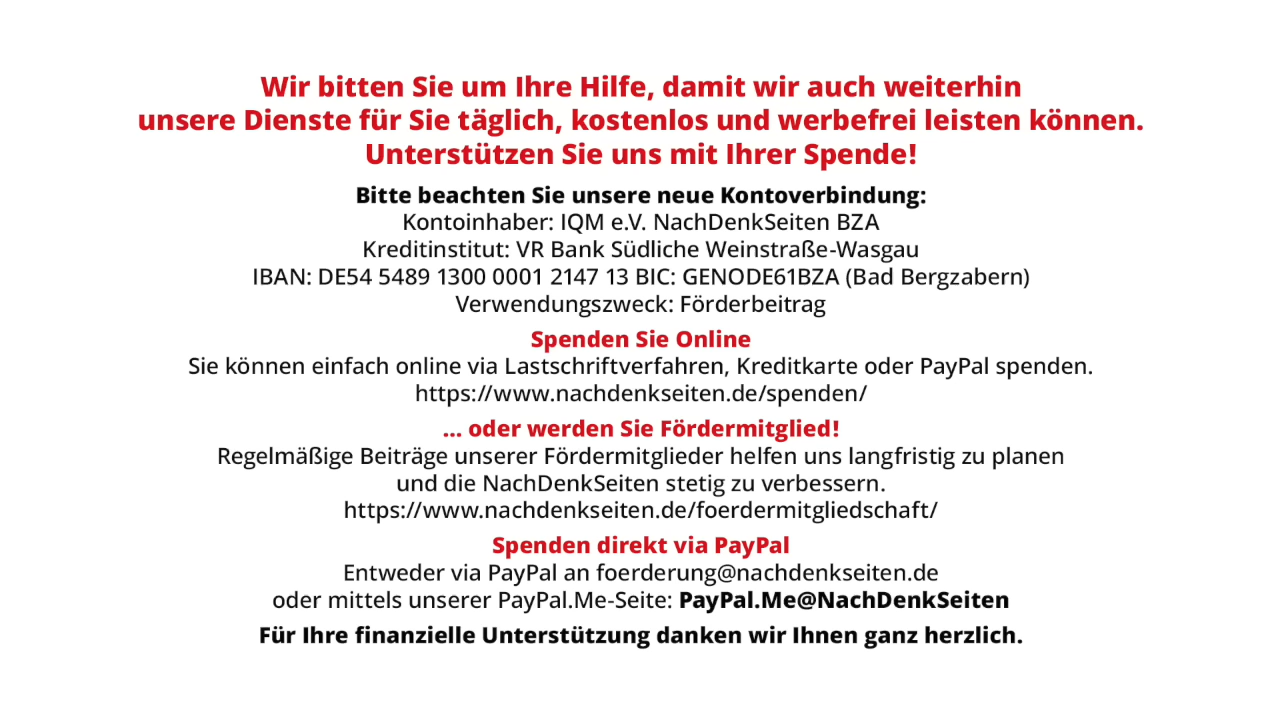 Wir bitten Sie um Ihre Hilfe, damit wir auch weiterhin
unsere Dienste für Sie täglich, kostenlos und werbefrei leisten können.
Unterstützen Sie uns mit Ihrer Spende!
Bitte beachten Sie unsere neue Kontoverbindung:
Kontoinhaber: IQM e.V. NachDenkSeiten BZA
Kreditinstitut: VR Bank Südliche Weinstraße-Wasgau
IBAN: DE54 5489 1300 0001 2147 13 BIC: GENODE61BZA (Bad Bergzabern)
Verwendungszweck: Förderbeitrag
Spenden Sie Online
Sie können einfach online via Lastschriftverfahren, Kreditkarte oder PayPal spenden.
https://www.nachdenkseiten.de/spenden/
... oder werden Sie Fördermitglied!
Regelmäßige Beiträge unserer Fördermitglieder helfen uns langfristig zu planen
und die NachDenkSeiten stetig zu verbessern.
https://www.nachdenkseiten.de/foerdermitgliedschaft/
Spenden direkt via PayPal
Entweder via PayPal an foerderung@nachdenkseiten.de
oder mittels unserer PayPal.Me-Seite: PayPal.Me@NachDenkSeiten
Für Ihre finanzielle Unterstützung danken wir Ihnen ganz herzlich.